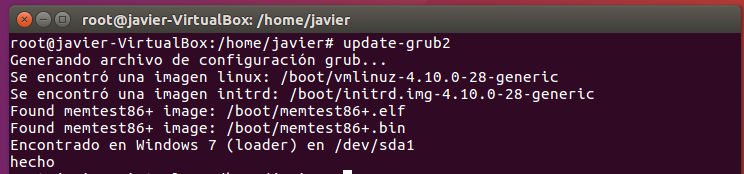 root@javier-VirtualBox: /home/javier
root@javier-VirtualBox:/home/javier# update-grub2
Generando archivo de configuración grub...
Se encontró una imagen linux: /boot/vmlinuz-4.10.0-28-generic
Se encontró una imagen initrd: /boot/initrd.img-4.10.0-28-generic
Found memtest86+ image: /boot/memtest86+.elf
Found memtest86+ image: /boot/memtest86+.bin
Encontrado en Windows 7 (loader) en /dev/sda1
hecho